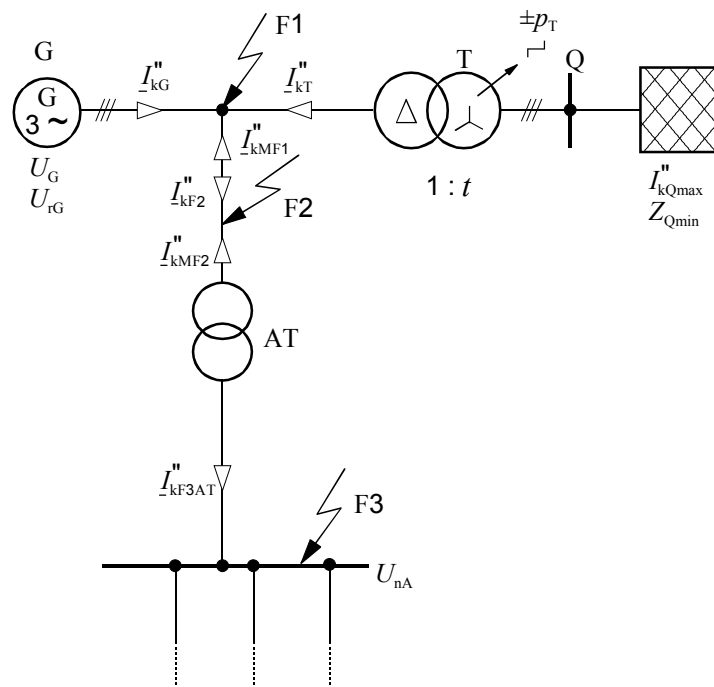 F1
G
±p_T
I"_kG
I"_kT
T
Q
G
3 ~
Δ
I"_kMF1
U_G
U_rG
I"_kF2
F2
1 : t
I"_kQmax
Z_Qmin
I"_kMF2
AT
I"_kF3AT
F3
U_nA